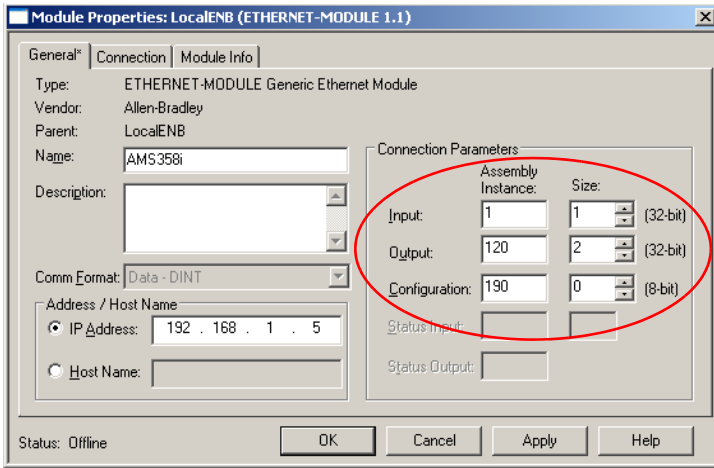 Module Properties: LocalENB (ETHERNET-MODULE 1.1)
General* Connection Module Info
Type: ETHERNET-MODULE Generic Ethernet Module
Vendor: Allen-Bradley
Parent: LocalENB
Name: AMS358i
Description:
Comm Format: Data - DINT
Address / Host Name
IP Address: 192 . 168 . 1 . 5
Host Name:
Connection Parameters
Assembly
Instance: Size:
Input: 1 1 (32-bit)
Output: 120 2 (32-bit)
Configuration: 190 0 (8-bit)
Status Input:
Status Output:
Status: Offline
OK Cancel Apply Help